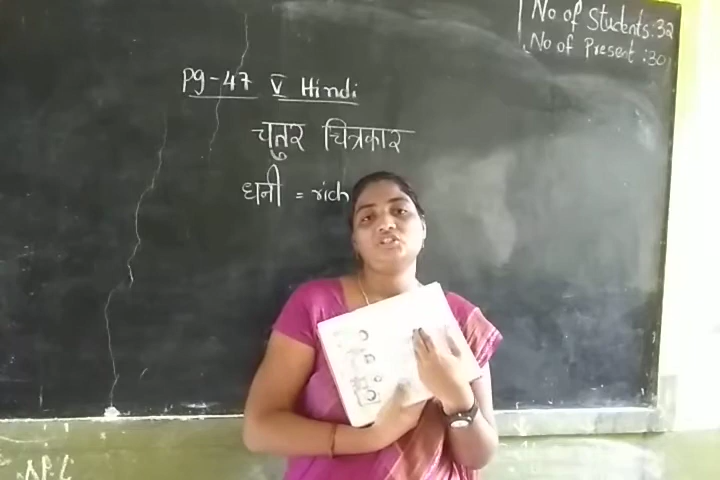 No of Students:32
No of Present :30
Pg-47 V Hindi
चतुर चित्रकार
धनी = rich